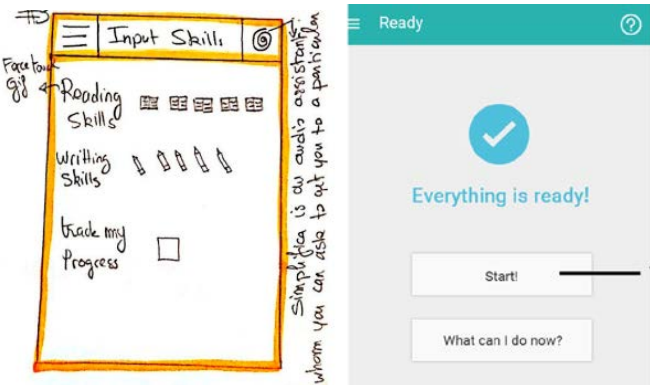 Input Skills
Face touch
gif
Reading
Skills
Writting
Skills
track my
Progress
Simplifica is an audio assistant,
whom you can ask to get you to a particular
Ready
?
Everything is ready!
Start!
What can I do now?